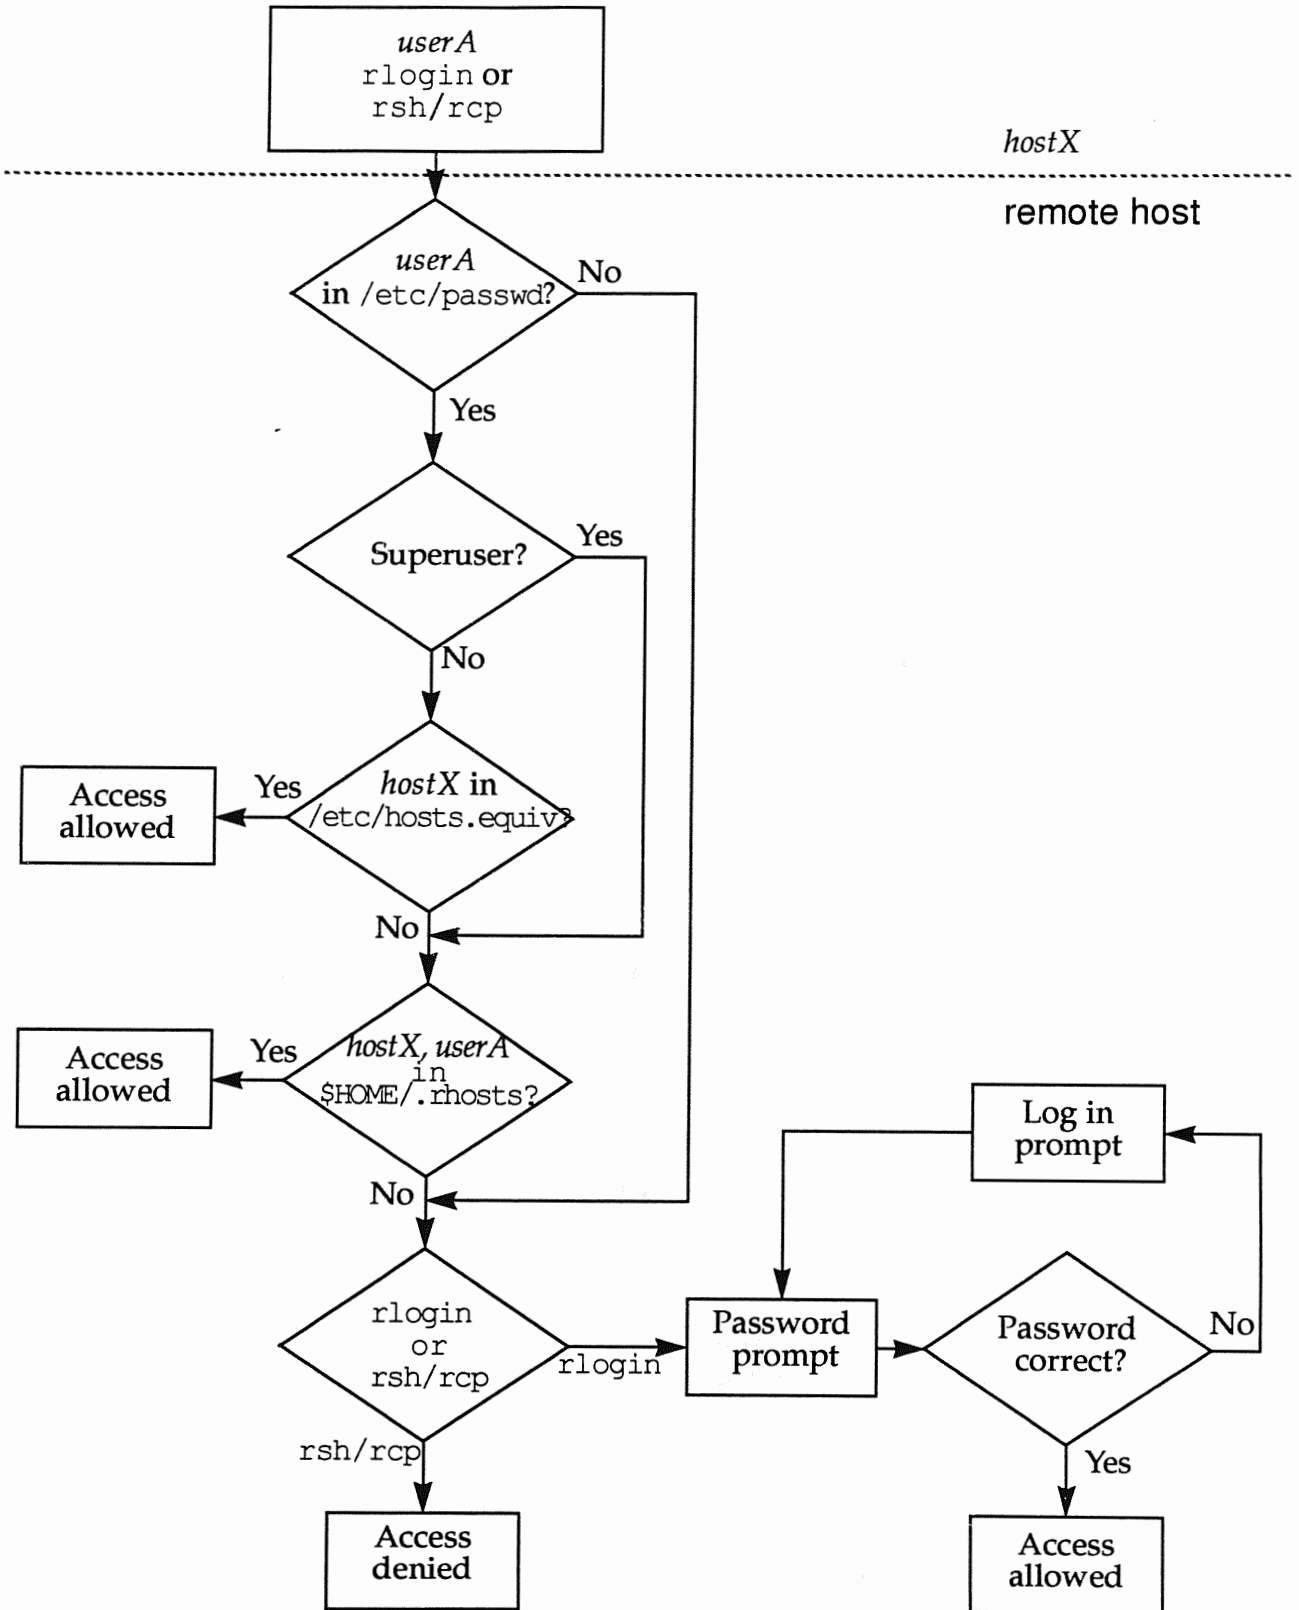 userA
rlogin or
rsh/rcp
hostX
remote host
userA
in /etc/passwd?
No
Yes
Superuser?
Yes
No
hostX in
/etc/hosts.equiv?
Yes
Access
allowed
No
hostX, userA
in
$HOME/.rhosts?
Yes
Access
allowed
No
rlogin
or
rsh/rcp
rlogin
rsh/rcp
Access
denied
Password
prompt
Log in
prompt
Password
correct?
No
Yes
Access
allowed